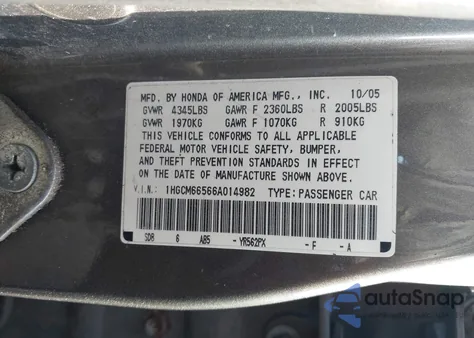 MFD. BY HONDA OF AMERICA MFG., INC. 10/05
GVWR 4345LBS GAWR F 2360LBS R 2005LBS
GVWR 1970KG GAWR F 1070KG R 910KG
THIS VEHICLE CONFORMS TO ALL APPLICABLE
FEDERAL MOTOR VEHICLE SAFETY, BUMPER,
AND THEFT PREVENTION STANDARDS IN EFFECT
ON THE DATE OF MANUFACTURE SHOWN ABOVE.
V.I.N.: 1HGCM66566A014982 TYPE: PASSENGER CAR
SDB 6 AB5 -YR562PX -F -A
autoSnap